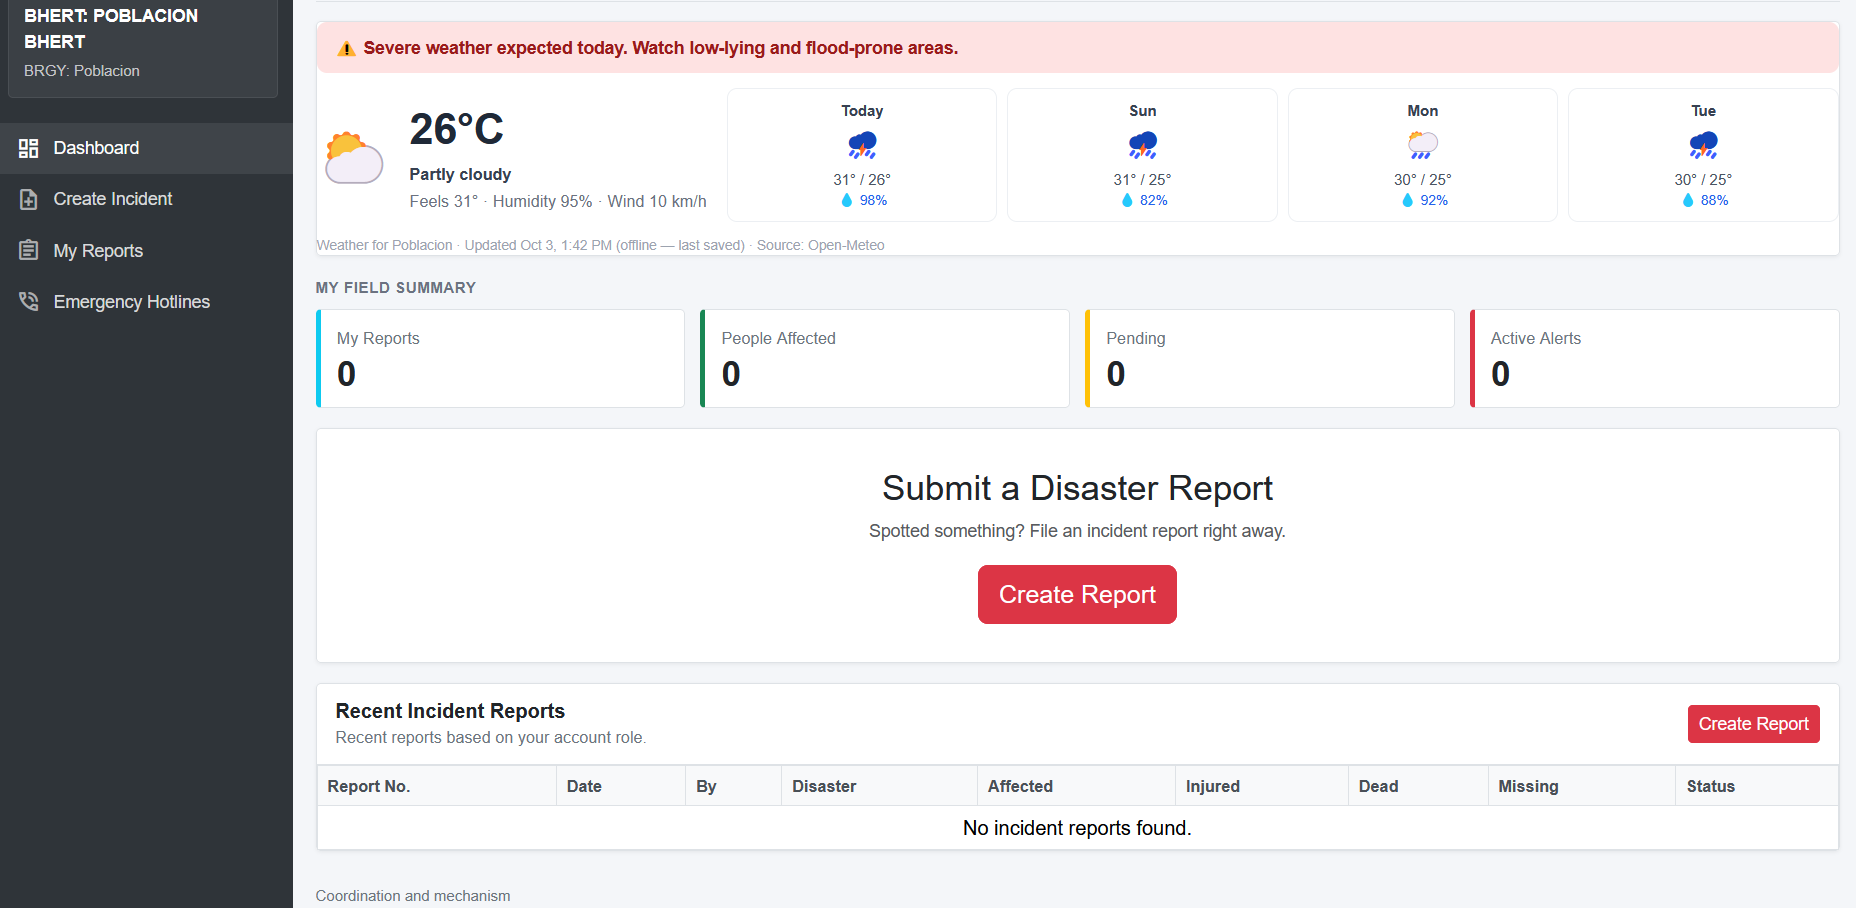 BHERT: POBLACION
BHERT
BRGY: Poblacion
Dashboard
Create Incident
My Reports
Emergency Hotlines
Severe weather expected today. Watch low-lying and flood-prone areas.
26°C
Partly cloudy
Feels 31° · Humidity 95% · Wind 10 km/h
Today
31° / 26°
98%
Sun
31° / 25°
82%
Mon
30° / 25°
92%
Tue
30° / 25°
88%
Weather for Poblacion · Updated Oct 3, 1:42 PM (offline — last saved) · Source: Open-Meteo
MY FIELD SUMMARY
My Reports
0
People Affected
0
Pending
0
Active Alerts
0
Submit a Disaster Report
Spotted something? File an incident report right away.
Create Report
Recent Incident Reports
Recent reports based on your account role.
Create Report
Report No. Date By Disaster Affected Injured Dead Missing Status
No incident reports found.
Coordination and mechanism